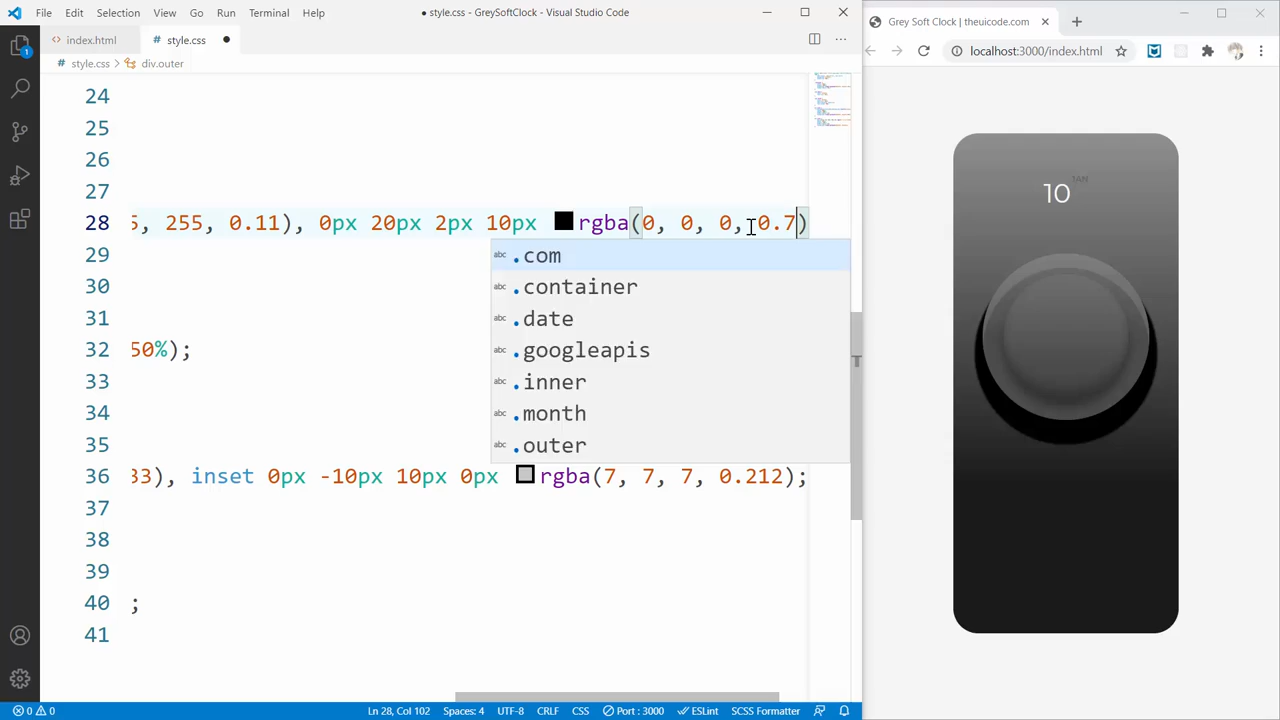 File Edit Selection View Go Run Terminal Help
● style.css - GreySoftClock - Visual Studio Code
Grey Soft Clock | theuicode.com
index.html
style.css
localhost:3000/index.html
style.css > div.outer
24
25
26
27
28 5, 255, 0.11), 0px 20px 2px 10px rgba(0, 0, 0, 0.7)
29 abc .com
30 abc .container
31 abc .date
32 50%); abc .googleapis
33 abc .inner
34 abc .month
35 abc .outer
36 33), inset 0px -10px 10px 0px rgba(7, 7, 7, 0.212);
37
38
39
40 ;
41
1
JAN
10
0 0 Ln 28, Col 102 Spaces: 4 UTF-8 CRLF CSS Port : 3000 ESLint SCSS Formatter